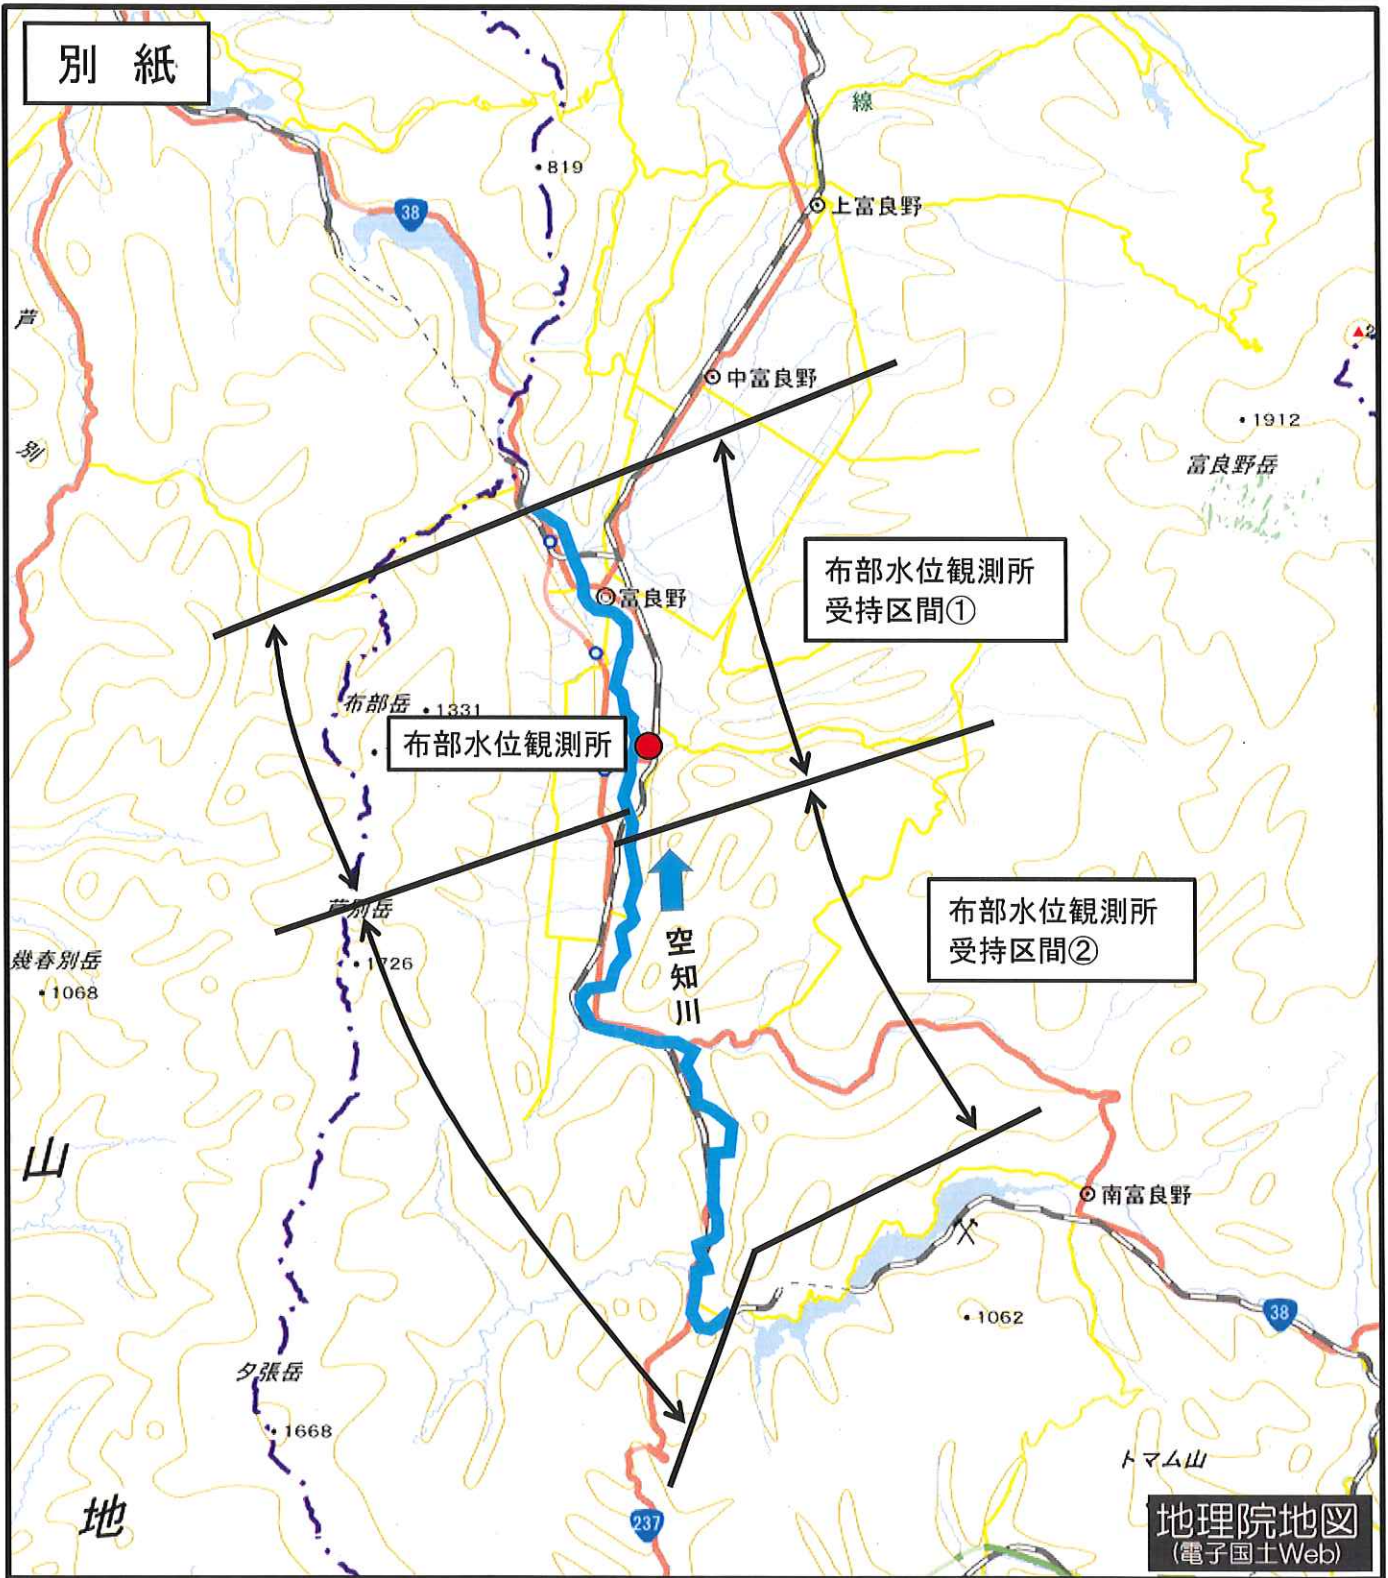 別 紙
線
819
38
上富良野
芦
中富良野
1912
別
富良野岳
布部水位観測所
受持区間①
富良野
布部岳
1331
布部水位観測所
芦別岳
布部水位観測所
受持区間②
空知川
幾春別岳
1726
1068
山
南富良野
1062
38
夕張岳
1668
トマム山
地
237
地理院地図
(電子国土Web)